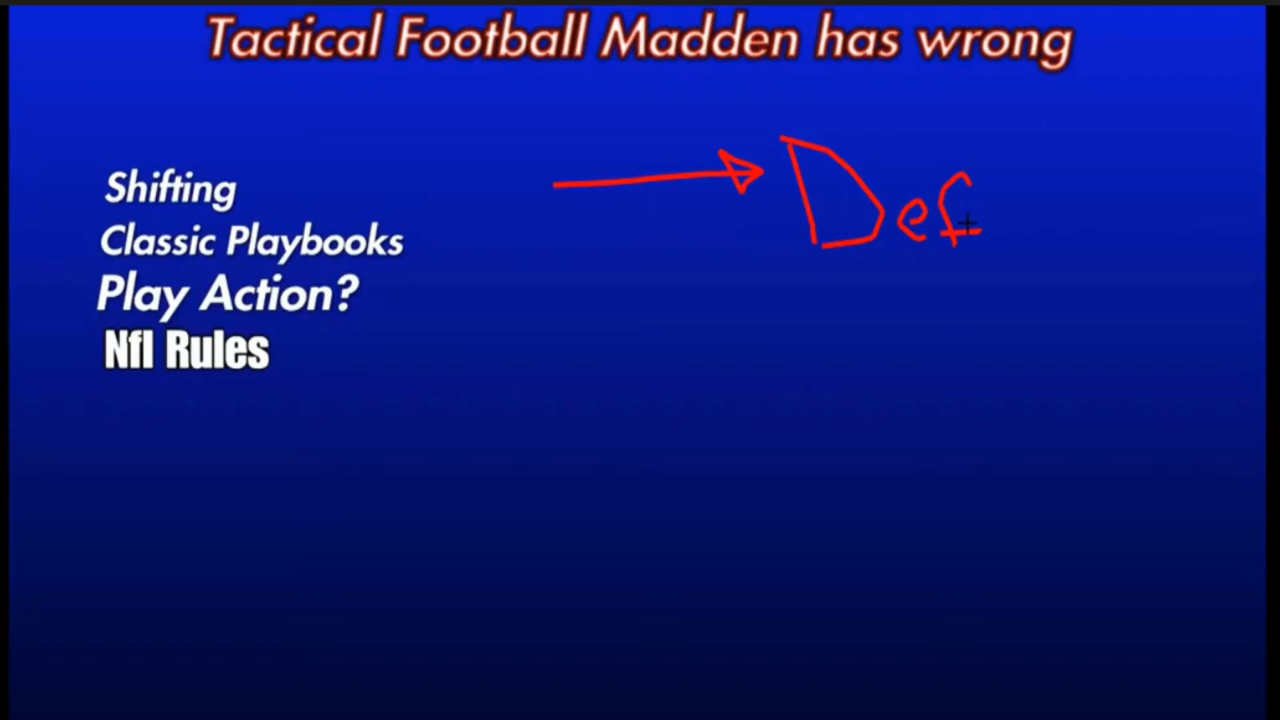 Tactical Football Madden has wrong
Shifting
Def
Classic Playbooks
Play Action?
Nfl Rules